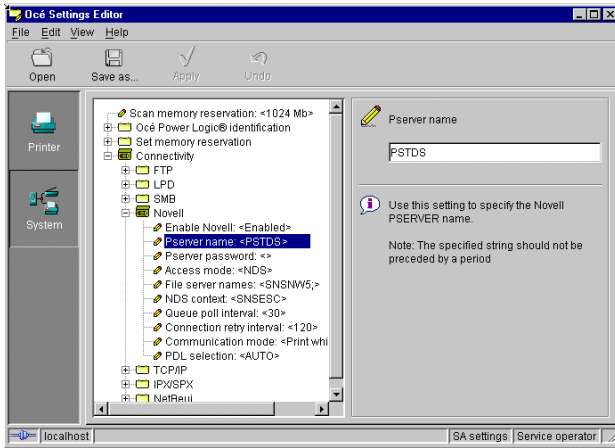 Océ Settings Editor
File Edit View Help
Open Save as... Apply Undo
Printer
System
Scan memory reservation: <1024 Mb>
Océ Power Logic® identification
Set memory reservation
Connectivity
FTP
LPD
SMB
Novell
Enable Novell: <Enabled>
Pserver name: <PSTDS>
Pserver password: <>
Access mode: <NDS>
File server names: <SNSNW5;>
NDS context: <SNSESC>
Queue poll interval: <30>
Connection retry interval: <120>
Communication mode: <Print whi
PDL selection: <AUTO>
TCP/IP
IPX/SPX
NetBeui
Pserver name
PSTDS
Use this setting to specify the Novell
PSERVER name.
Note: The specified string should not be
preceded by a period
localhost
SA settings Service operator